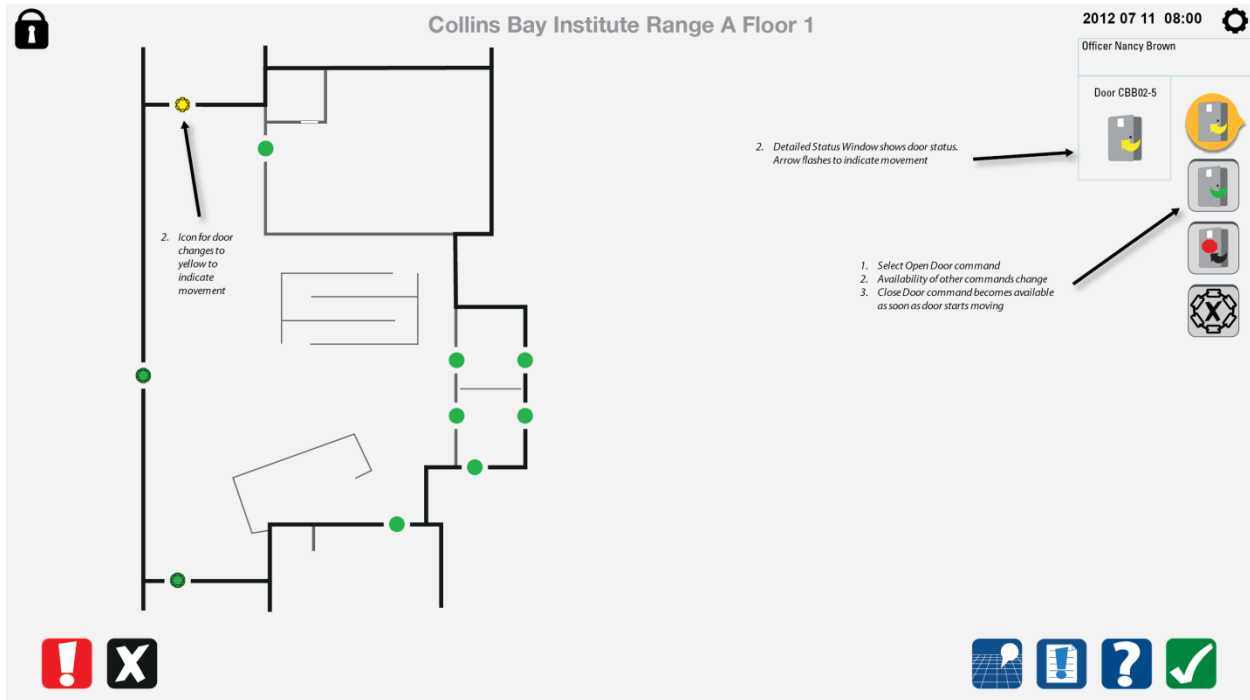 Collins Bay Institute Range A Floor 1
2012 07 11 08:00
Officer Nancy Brown
Door CBB02-5
2. Detailed Status Window shows door status.
Arrow flashes to indicate movement
2. Icon for door
changes to
yellow to
indicate
movement
1. Select Open Door command
2. Availability of other commands change
3. Close Door command becomes available
as soon as door starts moving
X
!
X
!
?